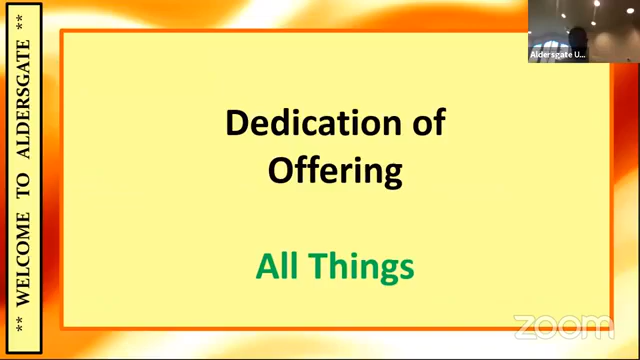 ** WELCOME TO ALDERSGATE **
Dedication of
Offering
All Things
Aldersgate U...
zoom